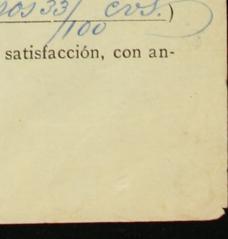 33/100 cvs.)
satisfacción, con an-